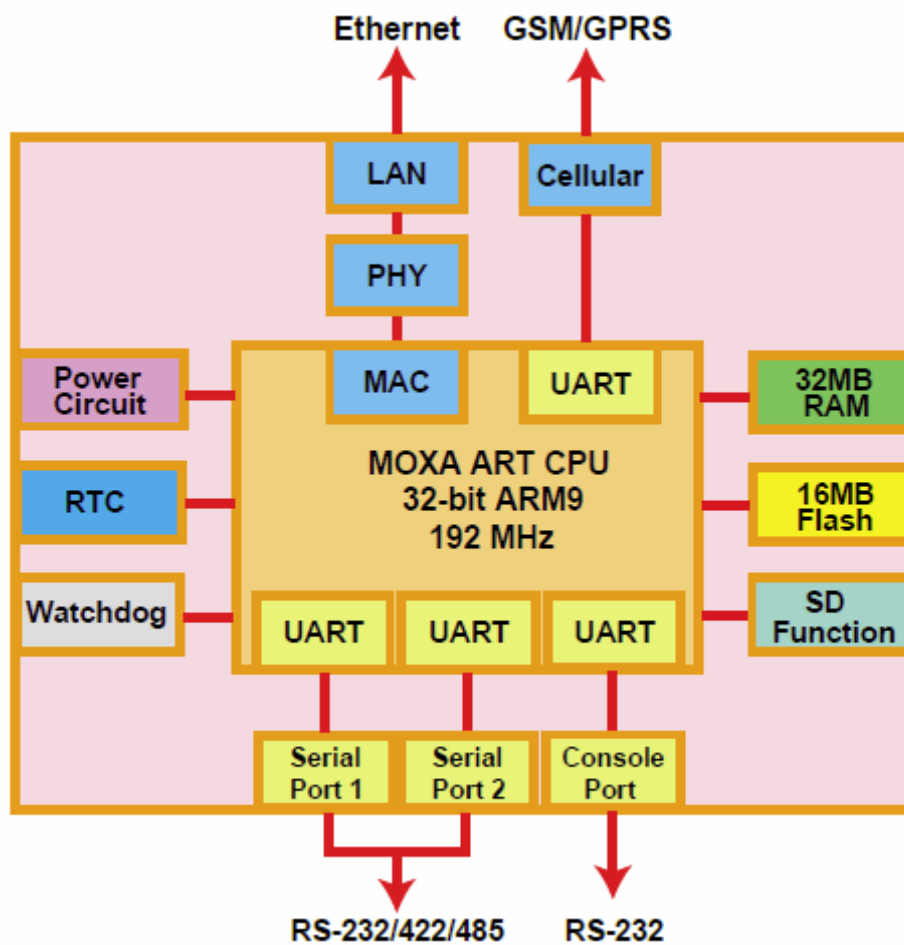 Ethernet
GSM/GPRS
LAN
Cellular
PHY
Power
Circuit
MAC
UART
32MB
RAM
MOXA ART CPU
32-bit ARM9
192 MHz
RTC
16MB
Flash
Watchdog
UART
UART
UART
SD
Function
Serial
Port 1
Serial
Port 2
Console
Port
RS-232/422/485
RS-232